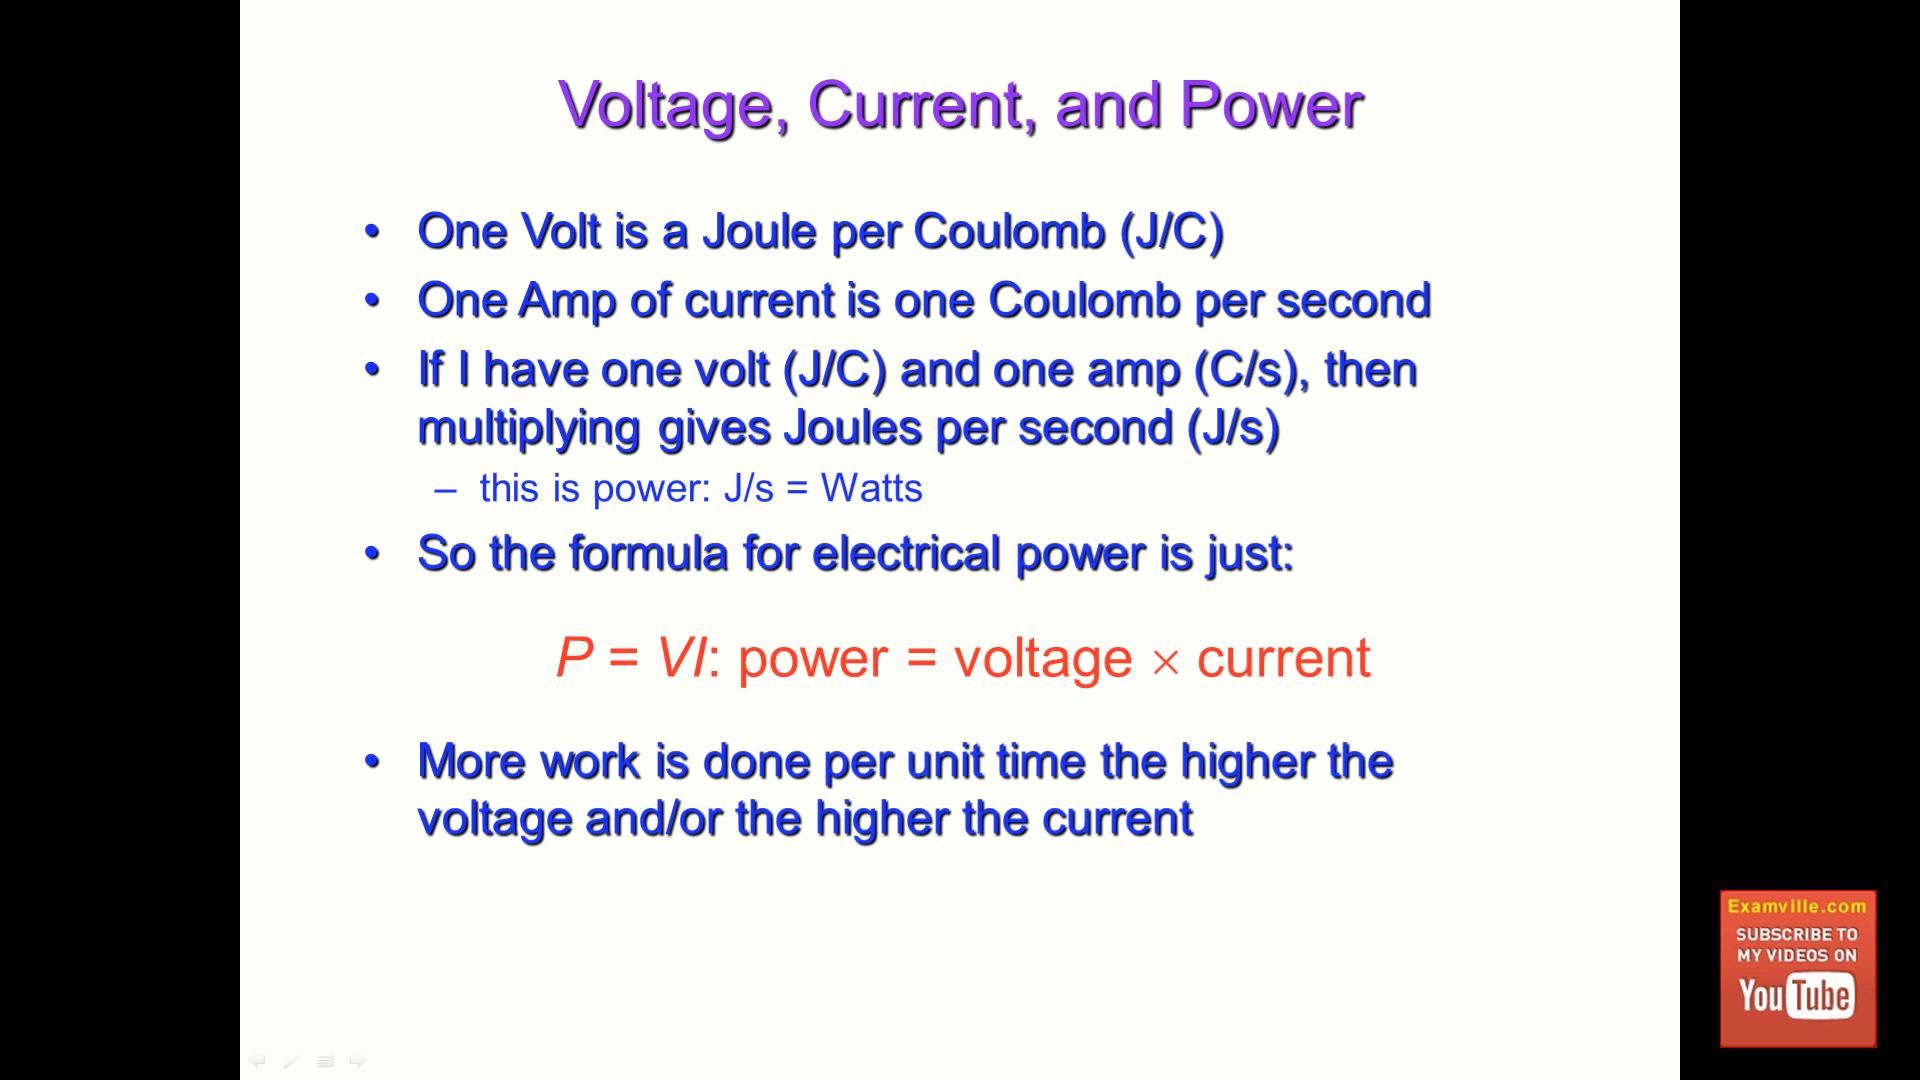 Voltage, Current, and Power
• One Volt is a Joule per Coulomb (J/C)
• One Amp of current is one Coulomb per second
• If I have one volt (J/C) and one amp (C/s), then
multiplying gives Joules per second (J/s)
– this is power: J/s = Watts
• So the formula for electrical power is just:
P = VI: power = voltage × current
• More work is done per unit time the higher the
voltage and/or the higher the current
Examville.com
SUBSCRIBE TO
MY VIDEOS ON
YouTube